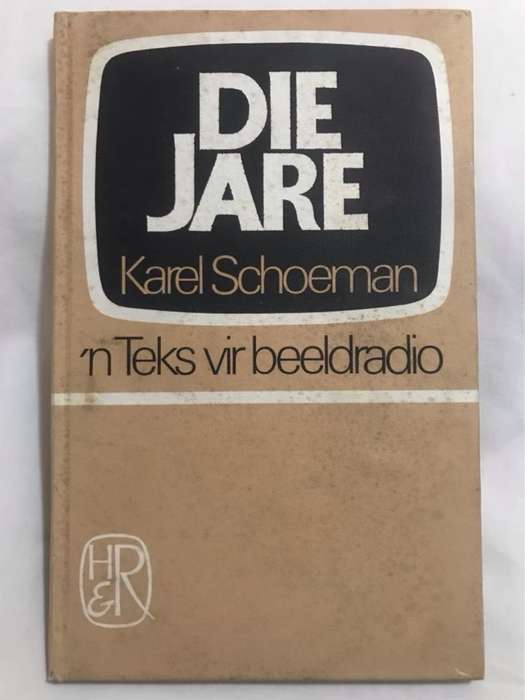 DIE
JARE
Karel Schoeman
'n Teks vir beeldradio
HR
&